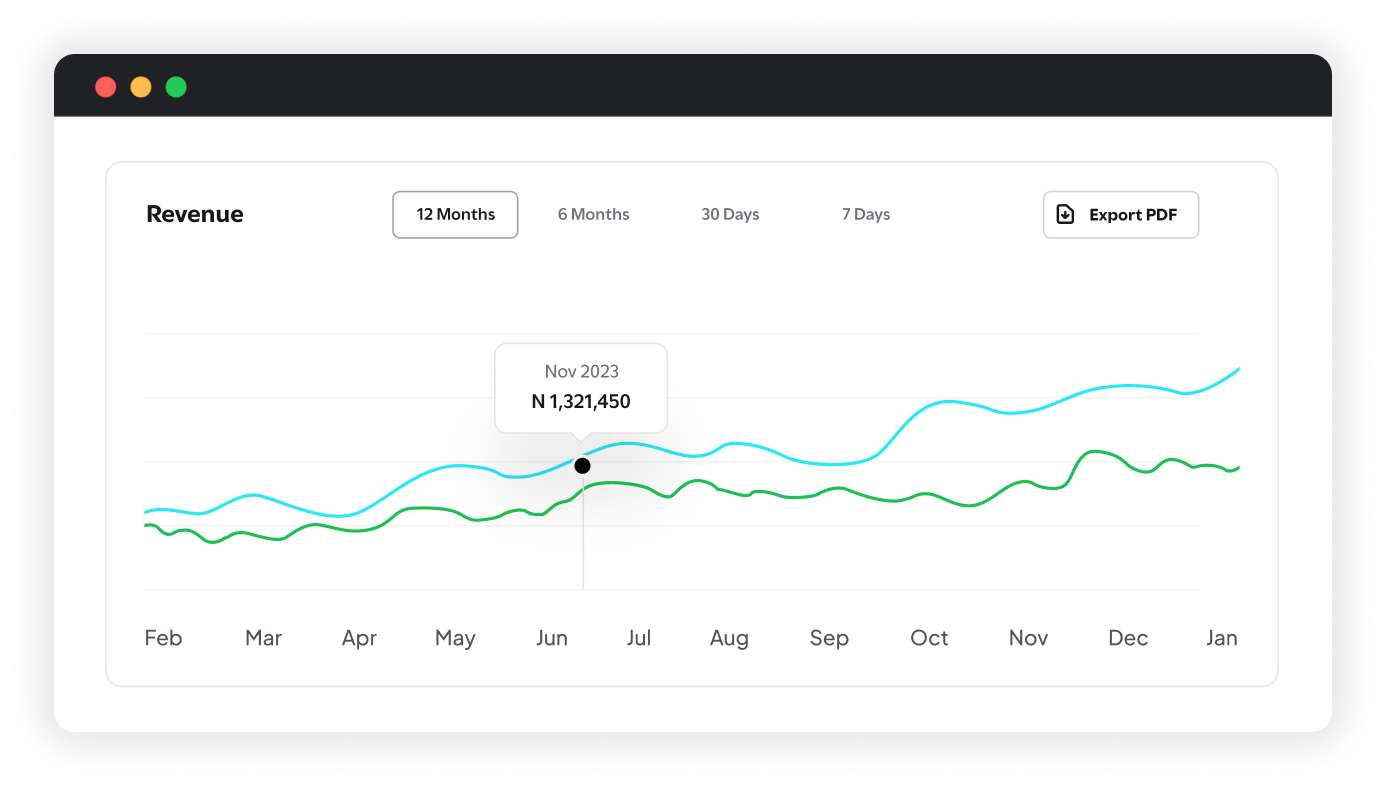 Revenue
12 Months
6 Months
30 Days
7 Days
Export PDF
Nov 2023
N 1,321,450
Feb Mar Apr May Jun Jul Aug Sep Oct Nov Dec Jan